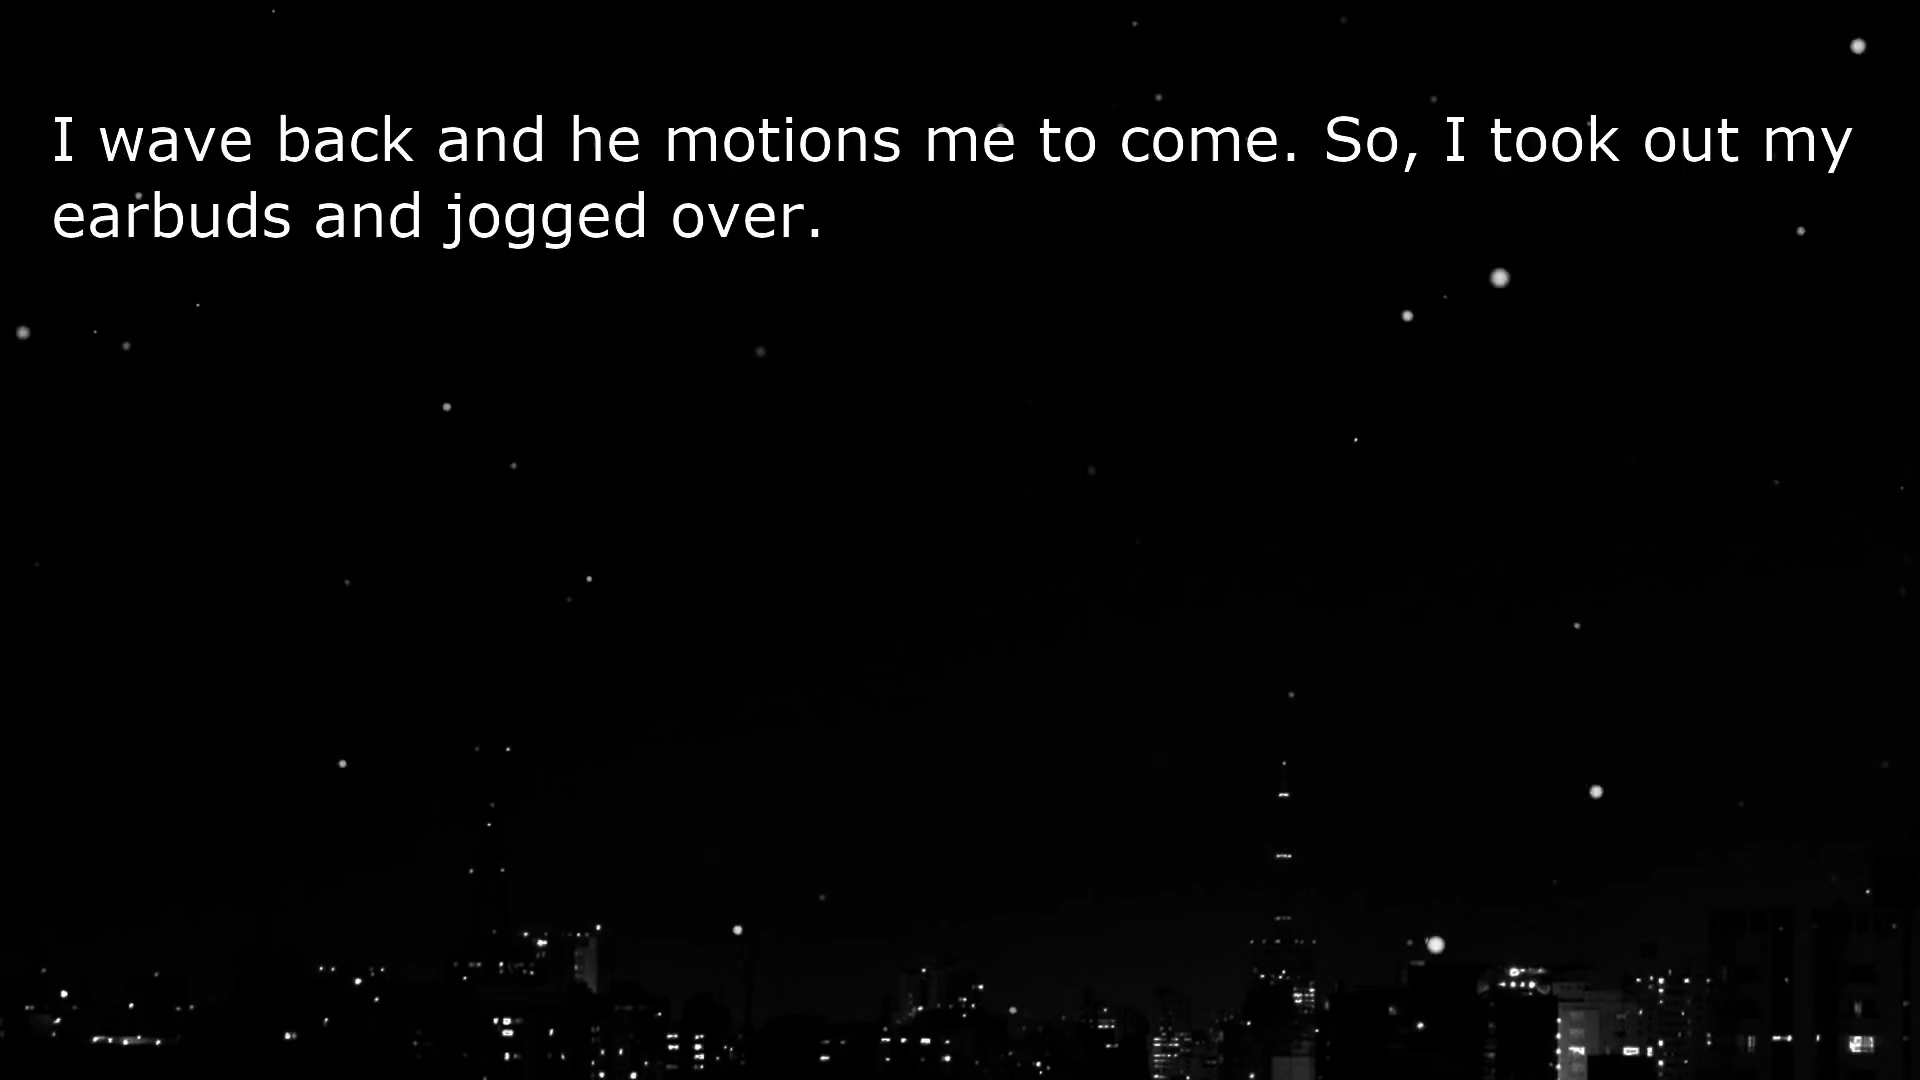 I wave back and he motions me to come. So, I took out my
earbuds and jogged over.